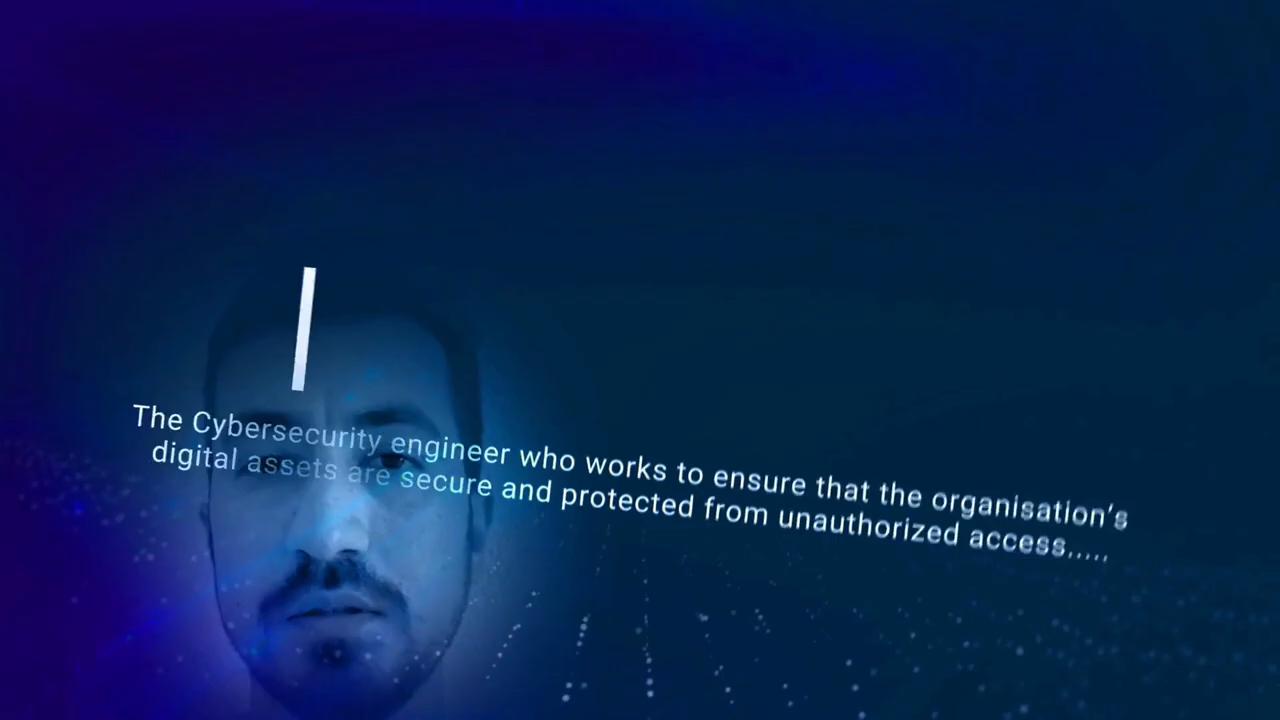 The Cybersecurity engineer who works to ensure that the organisation's
digital assets are secure and protected from unauthorized access.....